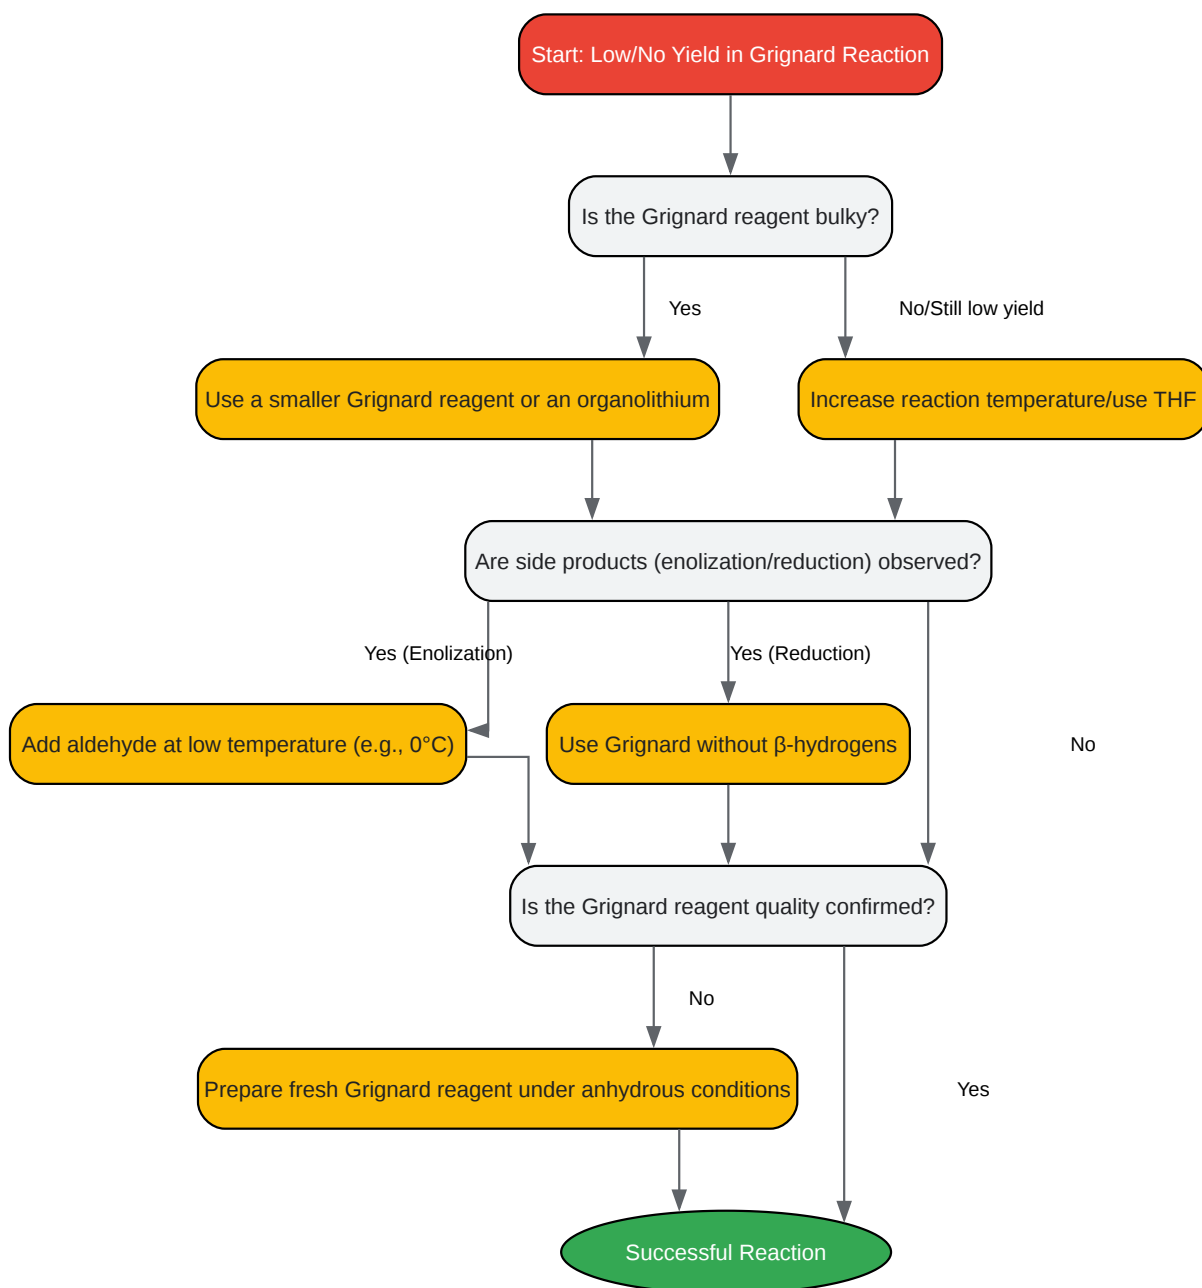 Start: Low/No Yield in Grignard Reaction
Is the Grignard reagent bulky?
Yes
No/Still low yield
Use a smaller Grignard reagent or an organolithium
Increase reaction temperature/use THF
Are side products (enolization/reduction) observed?
Yes (Enolization)
Yes (Reduction)
Add aldehyde at low temperature (e.g., 0°C)
Use Grignard without β-hydrogens
No
Is the Grignard reagent quality confirmed?
No
Prepare fresh Grignard reagent under anhydrous conditions
Yes
Successful Reaction